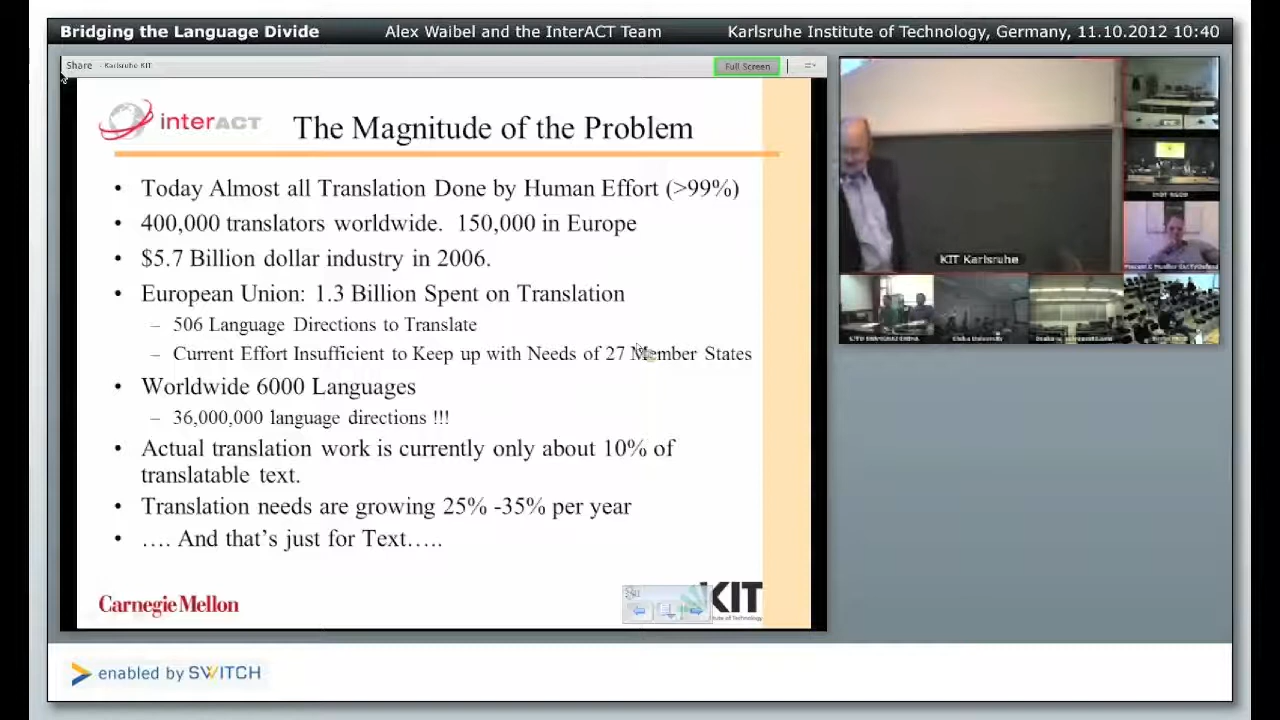 Bridging the Language Divide Alex Waibel and the InterACT Team Karlsruhe Institute of Technology, Germany, 11.10.2012 10:40
Share - Karlsruhe KIT Full Screen
interACT
The Magnitude of the Problem
• Today Almost all Translation Done by Human Effort (>99%)
• 400,000 translators worldwide. 150,000 in Europe
• $5.7 Billion dollar industry in 2006.
• European Union: 1.3 Billion Spent on Translation
– 506 Language Directions to Translate
– Current Effort Insufficient to Keep up with Needs of 27 Member States
• Worldwide 6000 Languages
– 36,000,000 language directions !!!
• Actual translation work is currently only about 10% of
translatable text.
• Translation needs are growing 25% -35% per year
• …. And that's just for Text…..
Carnegie Mellon
KIT
KIT Karlsruhe
enabled by SWITCH